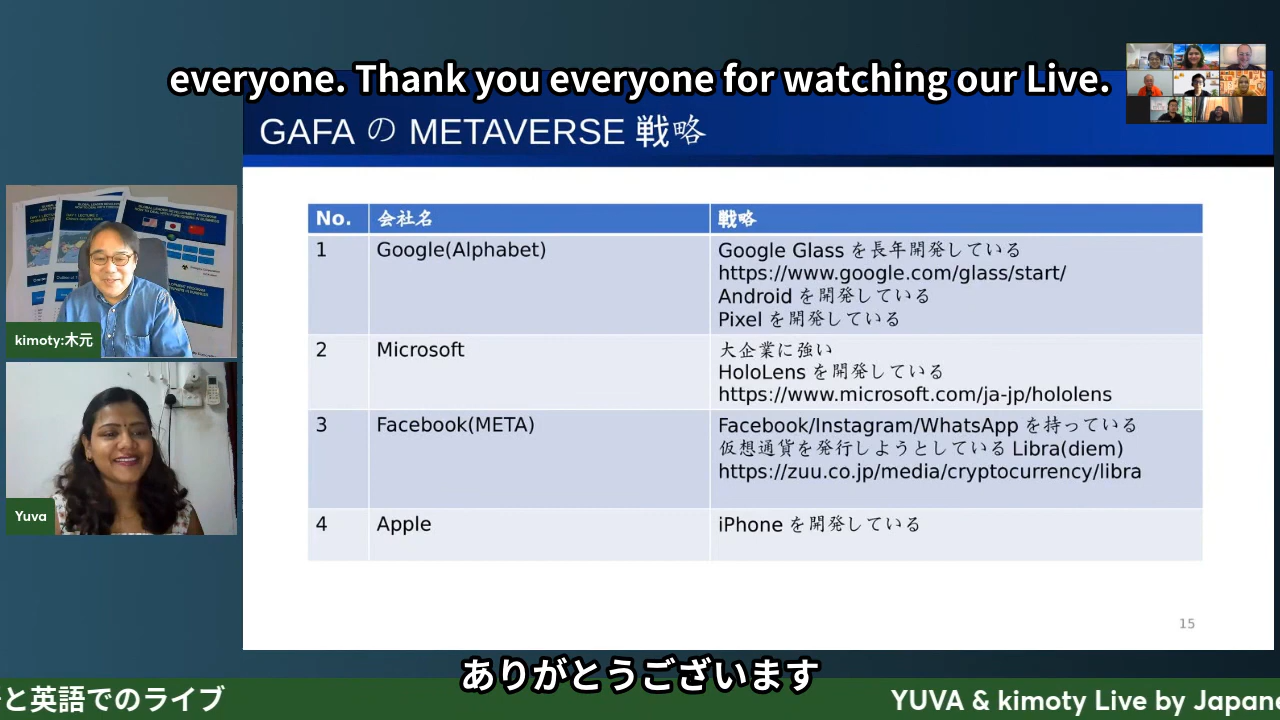 everyone. Thank you everyone for watching our Live.
GAFA の METAVERSE 戦略
No. 会社名 戦略
1 Google(Alphabet) Google Glass を長年開発している
https://www.google.com/glass/start/
Android を開発している
Pixel を開発している
2 Microsoft 大企業に強い
HoloLens を開発している
https://www.microsoft.com/ja-jp/hololens
3 Facebook(META) Facebook/Instagram/WhatsApp を持っている
仮想通貨を発行しようとしている Libra(diem)
https://zuu.co.jp/media/cryptocurrency/libra
4 Apple iPhone を開発している
15
kimoty:木元
Yuva
ありがとうございます
と英語でのライブ
YUVA & kimoty Live by Japan